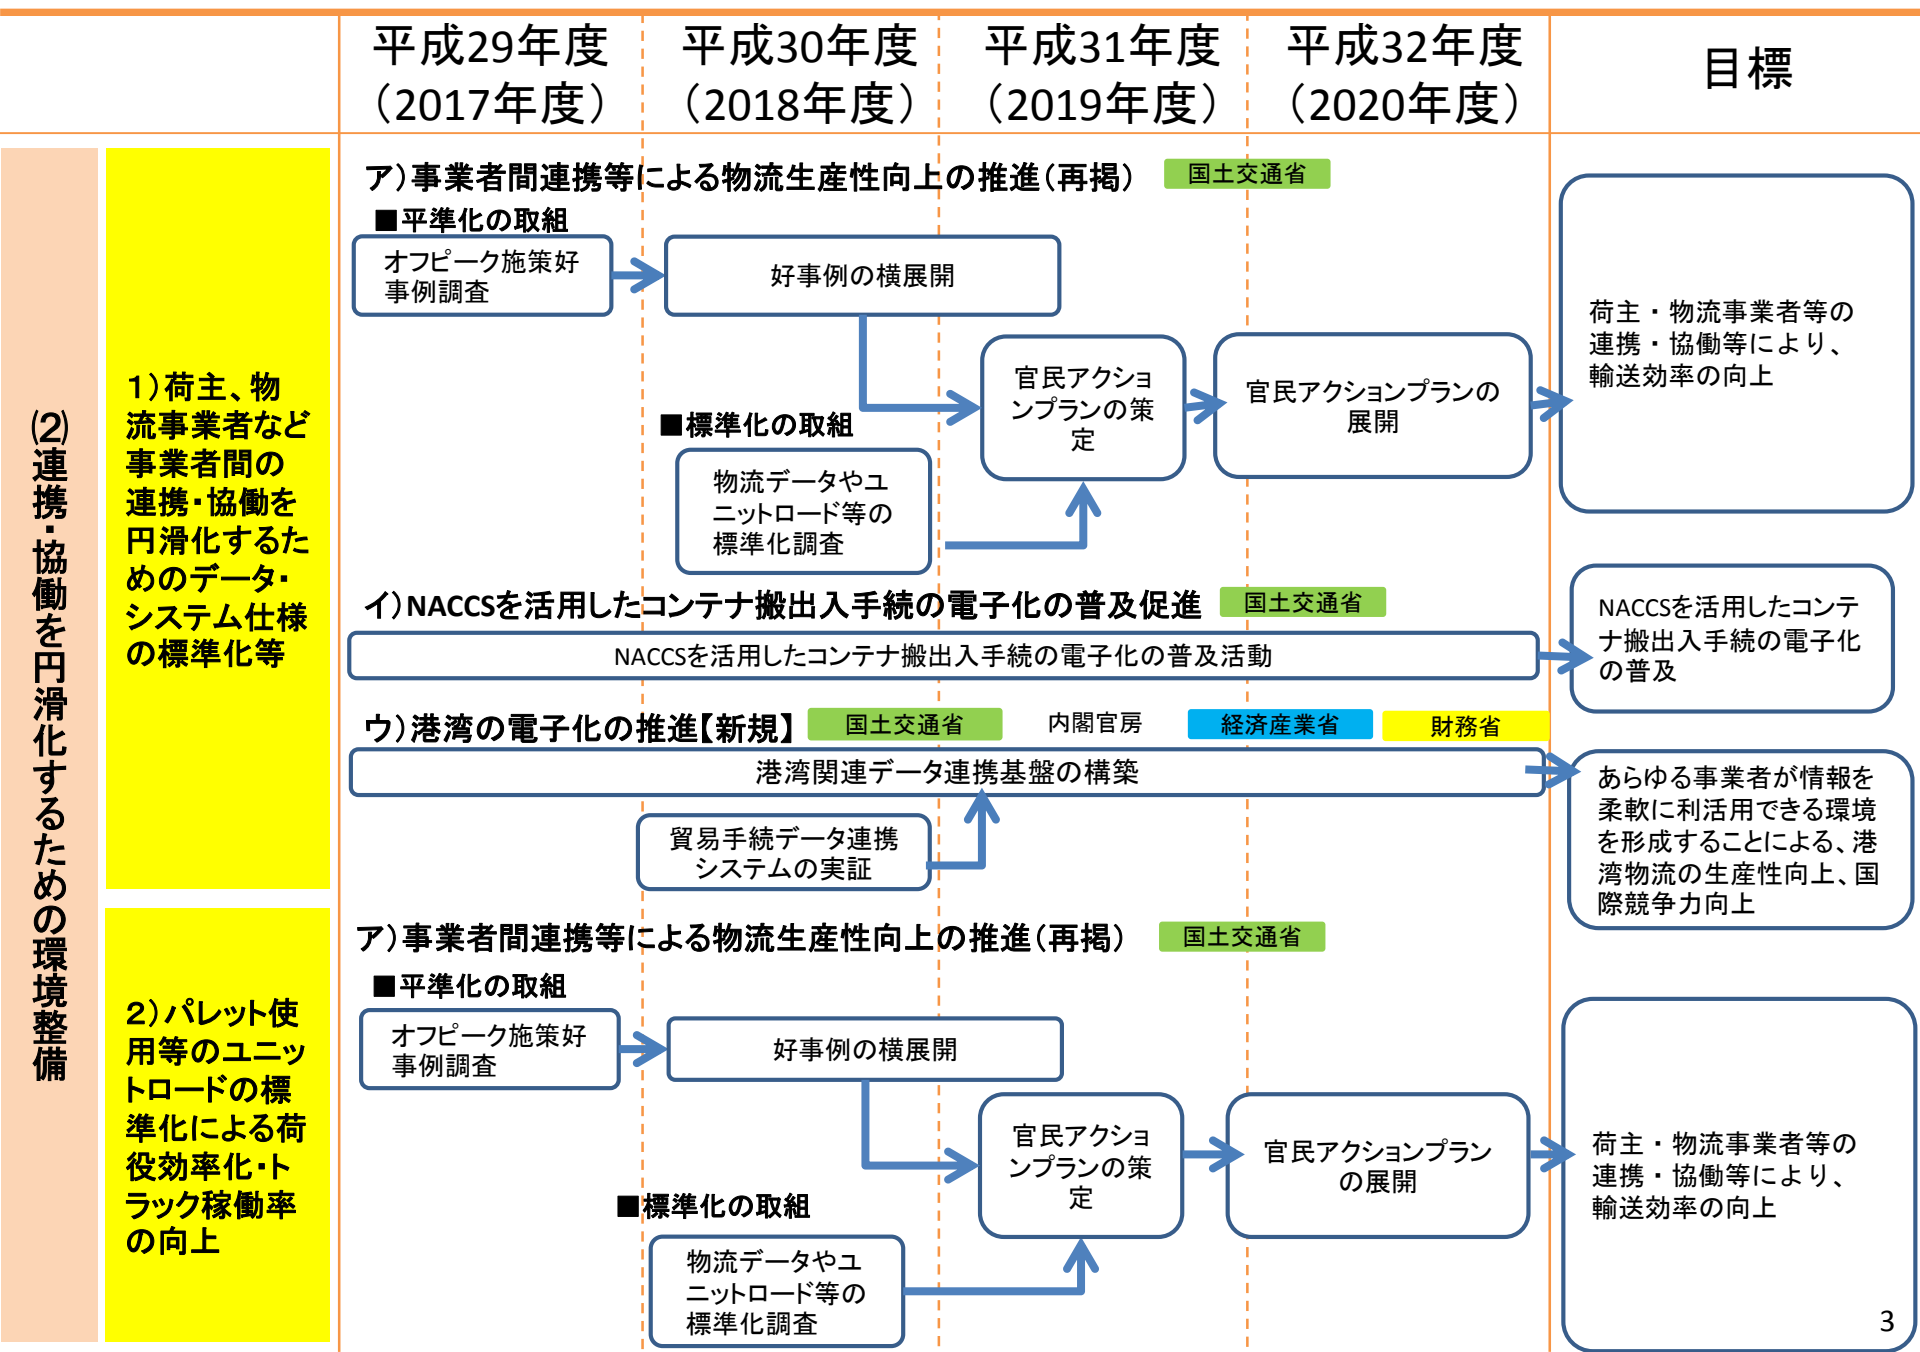 平成29年度
（2017年度）
平成30年度
（2018年度）
平成31年度
（2019年度）
平成32年度
（2020年度）
目標
(2)連携・協働を円滑化するための環境整備
1）荷主、物
流事業者など
事業者間の
連携・協働を
円滑化するた
めのデータ・
システム仕様
の標準化等
ア）事業者間連携等による物流生産性向上の推進（再掲）
国土交通省
■平準化の取組
オフピーク施策好
事例調査
好事例の横展開
■標準化の取組
物流データやユ
ニットロード等の
標準化調査
官民アクショ
ンプランの策
定
官民アクションプランの
展開
荷主・物流事業者等の
連携・協働等により、
輸送効率の向上
イ）NACCSを活用したコンテナ搬出入手続の電子化の普及促進
国土交通省
NACCSを活用したコンテナ搬出入手続の電子化の普及活動
NACCSを活用したコンテ
ナ搬出入手続の電子化
の普及
ウ）港湾の電子化の推進【新規】
国土交通省
内閣官房
経済産業省
財務省
港湾関連データ連携基盤の構築
貿易手続データ連携
システムの実証
あらゆる事業者が情報を
柔軟に利活用できる環境
を形成することによる、港
湾物流の生産性向上、国
際競争力向上
2）パレット使
用等のユニッ
トロードの標
準化による荷
役効率化・ト
ラック稼働率
の向上
ア）事業者間連携等による物流生産性向上の推進（再掲）
国土交通省
■平準化の取組
オフピーク施策好
事例調査
好事例の横展開
■標準化の取組
物流データやユ
ニットロード等の
標準化調査
官民アクショ
ンプランの策
定
官民アクションプラン
の展開
荷主・物流事業者等の
連携・協働等により、
輸送効率の向上
3